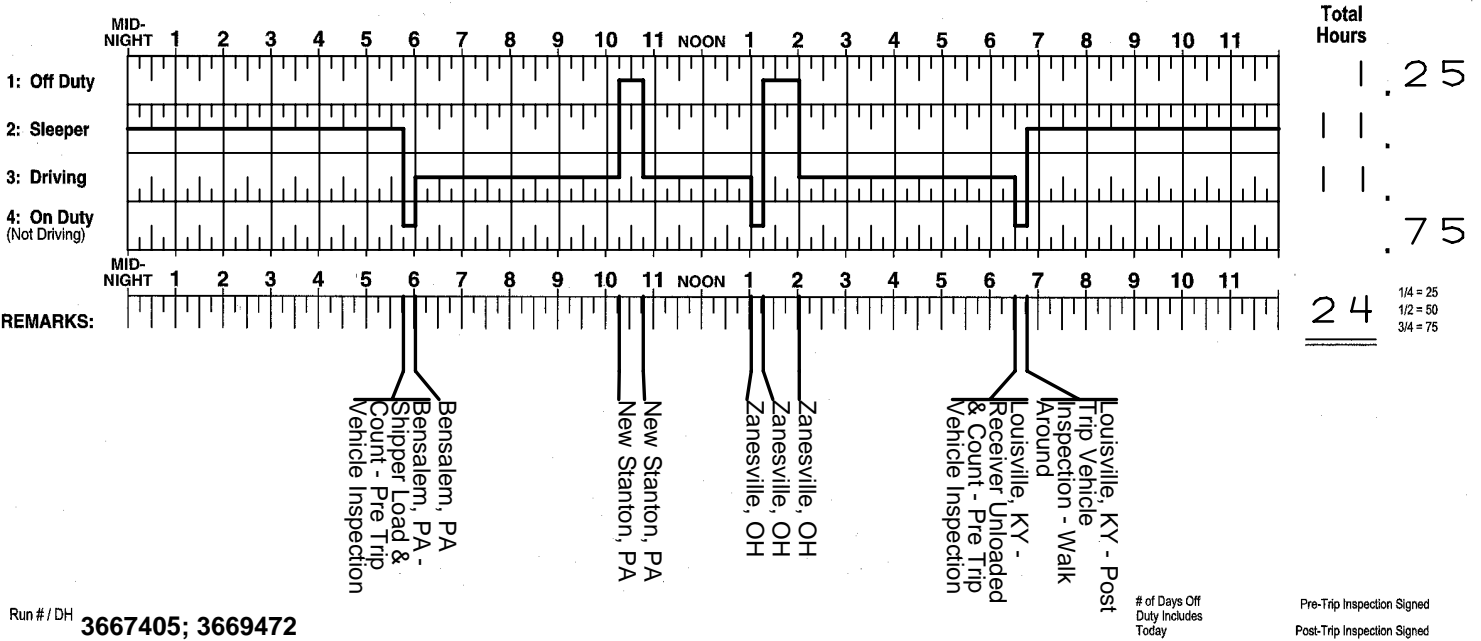 MID-
NIGHT 1 2 3 4 5 6 7 8 9 10 11 NOON 1 2 3 4 5 6 7 8 9 10 11
Total
Hours
1: Off Duty 1.25
2: Sleeper 11.
3: Driving 11.
4: On Duty
(Not Driving) .75
MID-
NIGHT 1 2 3 4 5 6 7 8 9 10 11 NOON 1 2 3 4 5 6 7 8 9 10 11
REMARKS:
24
1/4 = 25
1/2 = 50
3/4 = 75
Bensalem, PA -
Shipper Load &
Count - Pre Trip
Vehicle Inspection
Bensalem, PA
New Stanton, PA
New Stanton, PA
Zanesville, OH
Zanesville, OH
Zanesville, OH
Louisville, KY -
Receiver Unloaded
& Count - Pre Trip
Vehicle Inspection
Louisville, KY - Post
Trip Vehicle
Inspection - Walk
Around
Run # / DH 3667405; 3669472
# of Days Off
Duty Includes
Today
Pre-Trip Inspection Signed
Post-Trip Inspection Signed